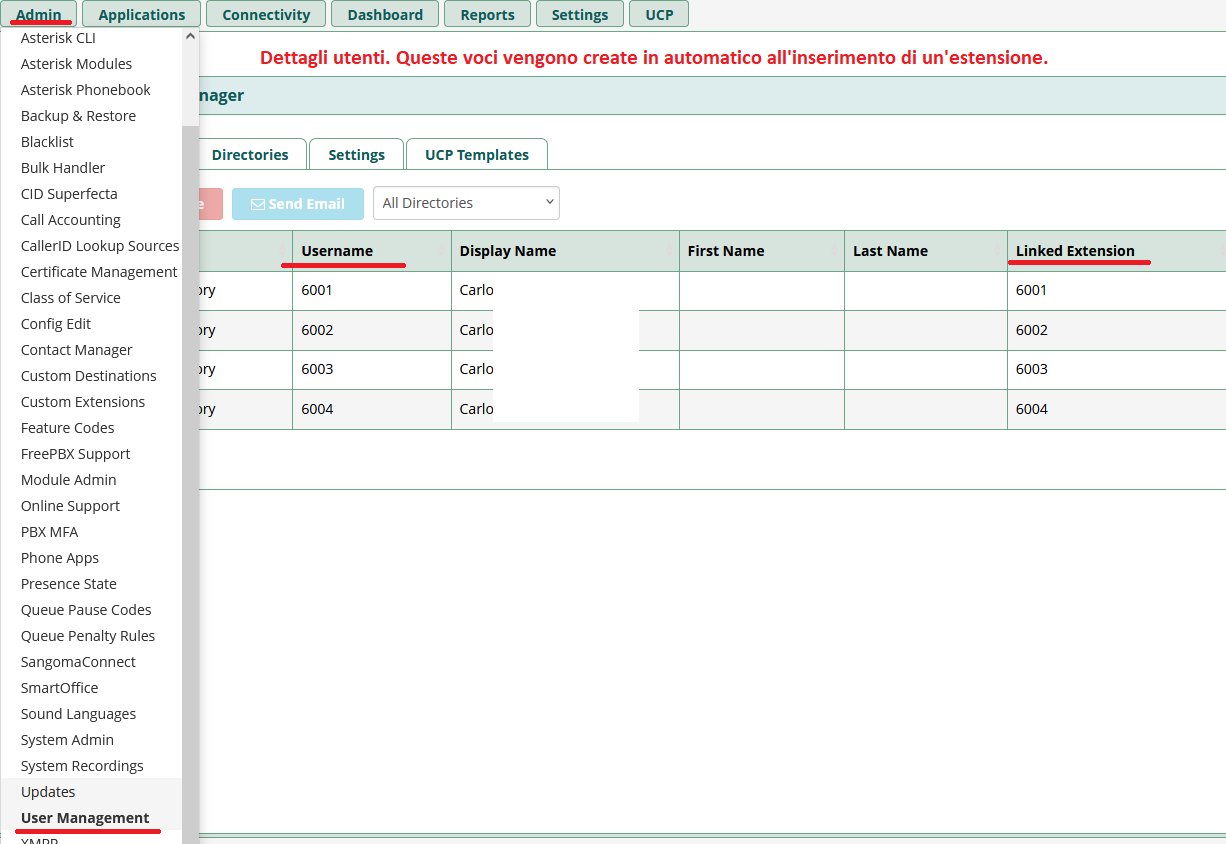 Admin Applications Connectivity Dashboard Reports Settings UCP
Asterisk CLI
Asterisk Modules
Asterisk Phonebook
Backup & Restore
Blacklist
Bulk Handler
CID Superfecta
Call Accounting
CallerID Lookup Sources
Certificate Management
Class of Service
Config Edit
Contact Manager
Custom Destinations
Custom Extensions
Feature Codes
FreePBX Support
Module Admin
Online Support
PBX MFA
Phone Apps
Presence State
Queue Pause Codes
Queue Penalty Rules
SangomaConnect
SmartOffice
Sound Languages
System Admin
System Recordings
Updates
User Management
XMPP
Dettagli utenti. Queste voci vengono create in automatico all'inserimento di un'estensione.
nager
Directories Settings UCP Templates
e Send Email All Directories
Username Display Name First Name Last Name Linked Extension
ory 6001 Carlo 6001
ory 6002 Carlo 6002
ory 6003 Carlo 6003
ory 6004 Carlo 6004